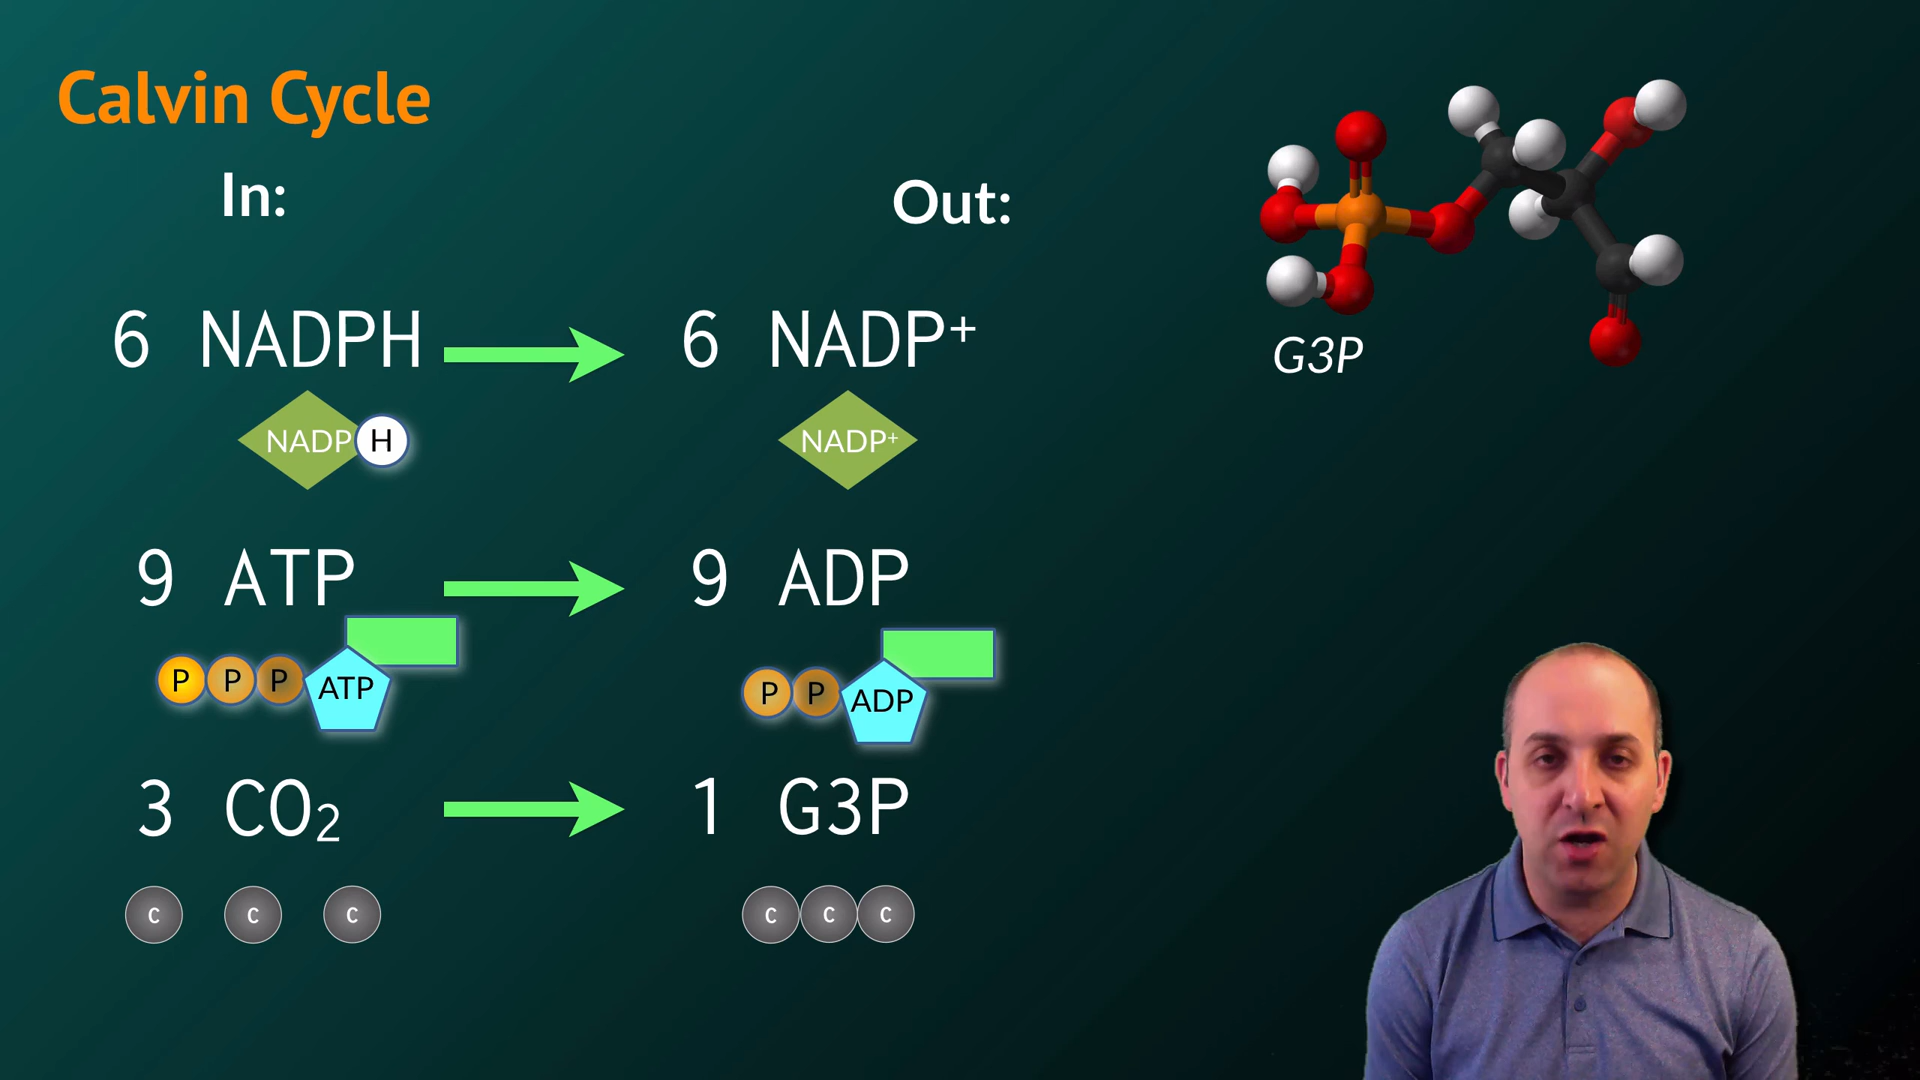 Calvin Cycle
In:
Out:
6 NADPH
6 NADP⁺
NADP H
NADP⁺
9 ATP
9 ADP
P P P ATP
P P ADP
3 CO₂
1 G3P
C C C
C C C
G3P